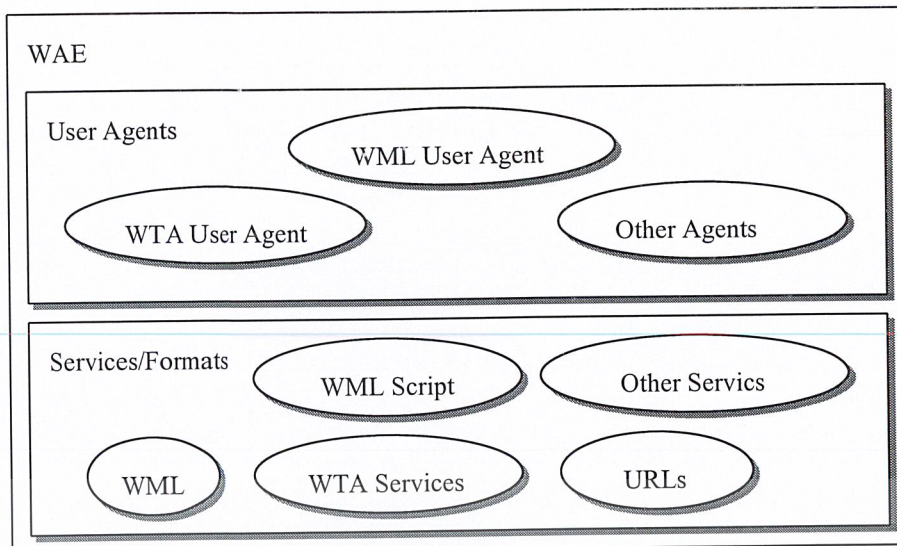 WAE
User Agents
WML User Agent
WTA User Agent
Other Agents
Services/Formats
WML Script
Other Servics
WML
WTA Services
URLs